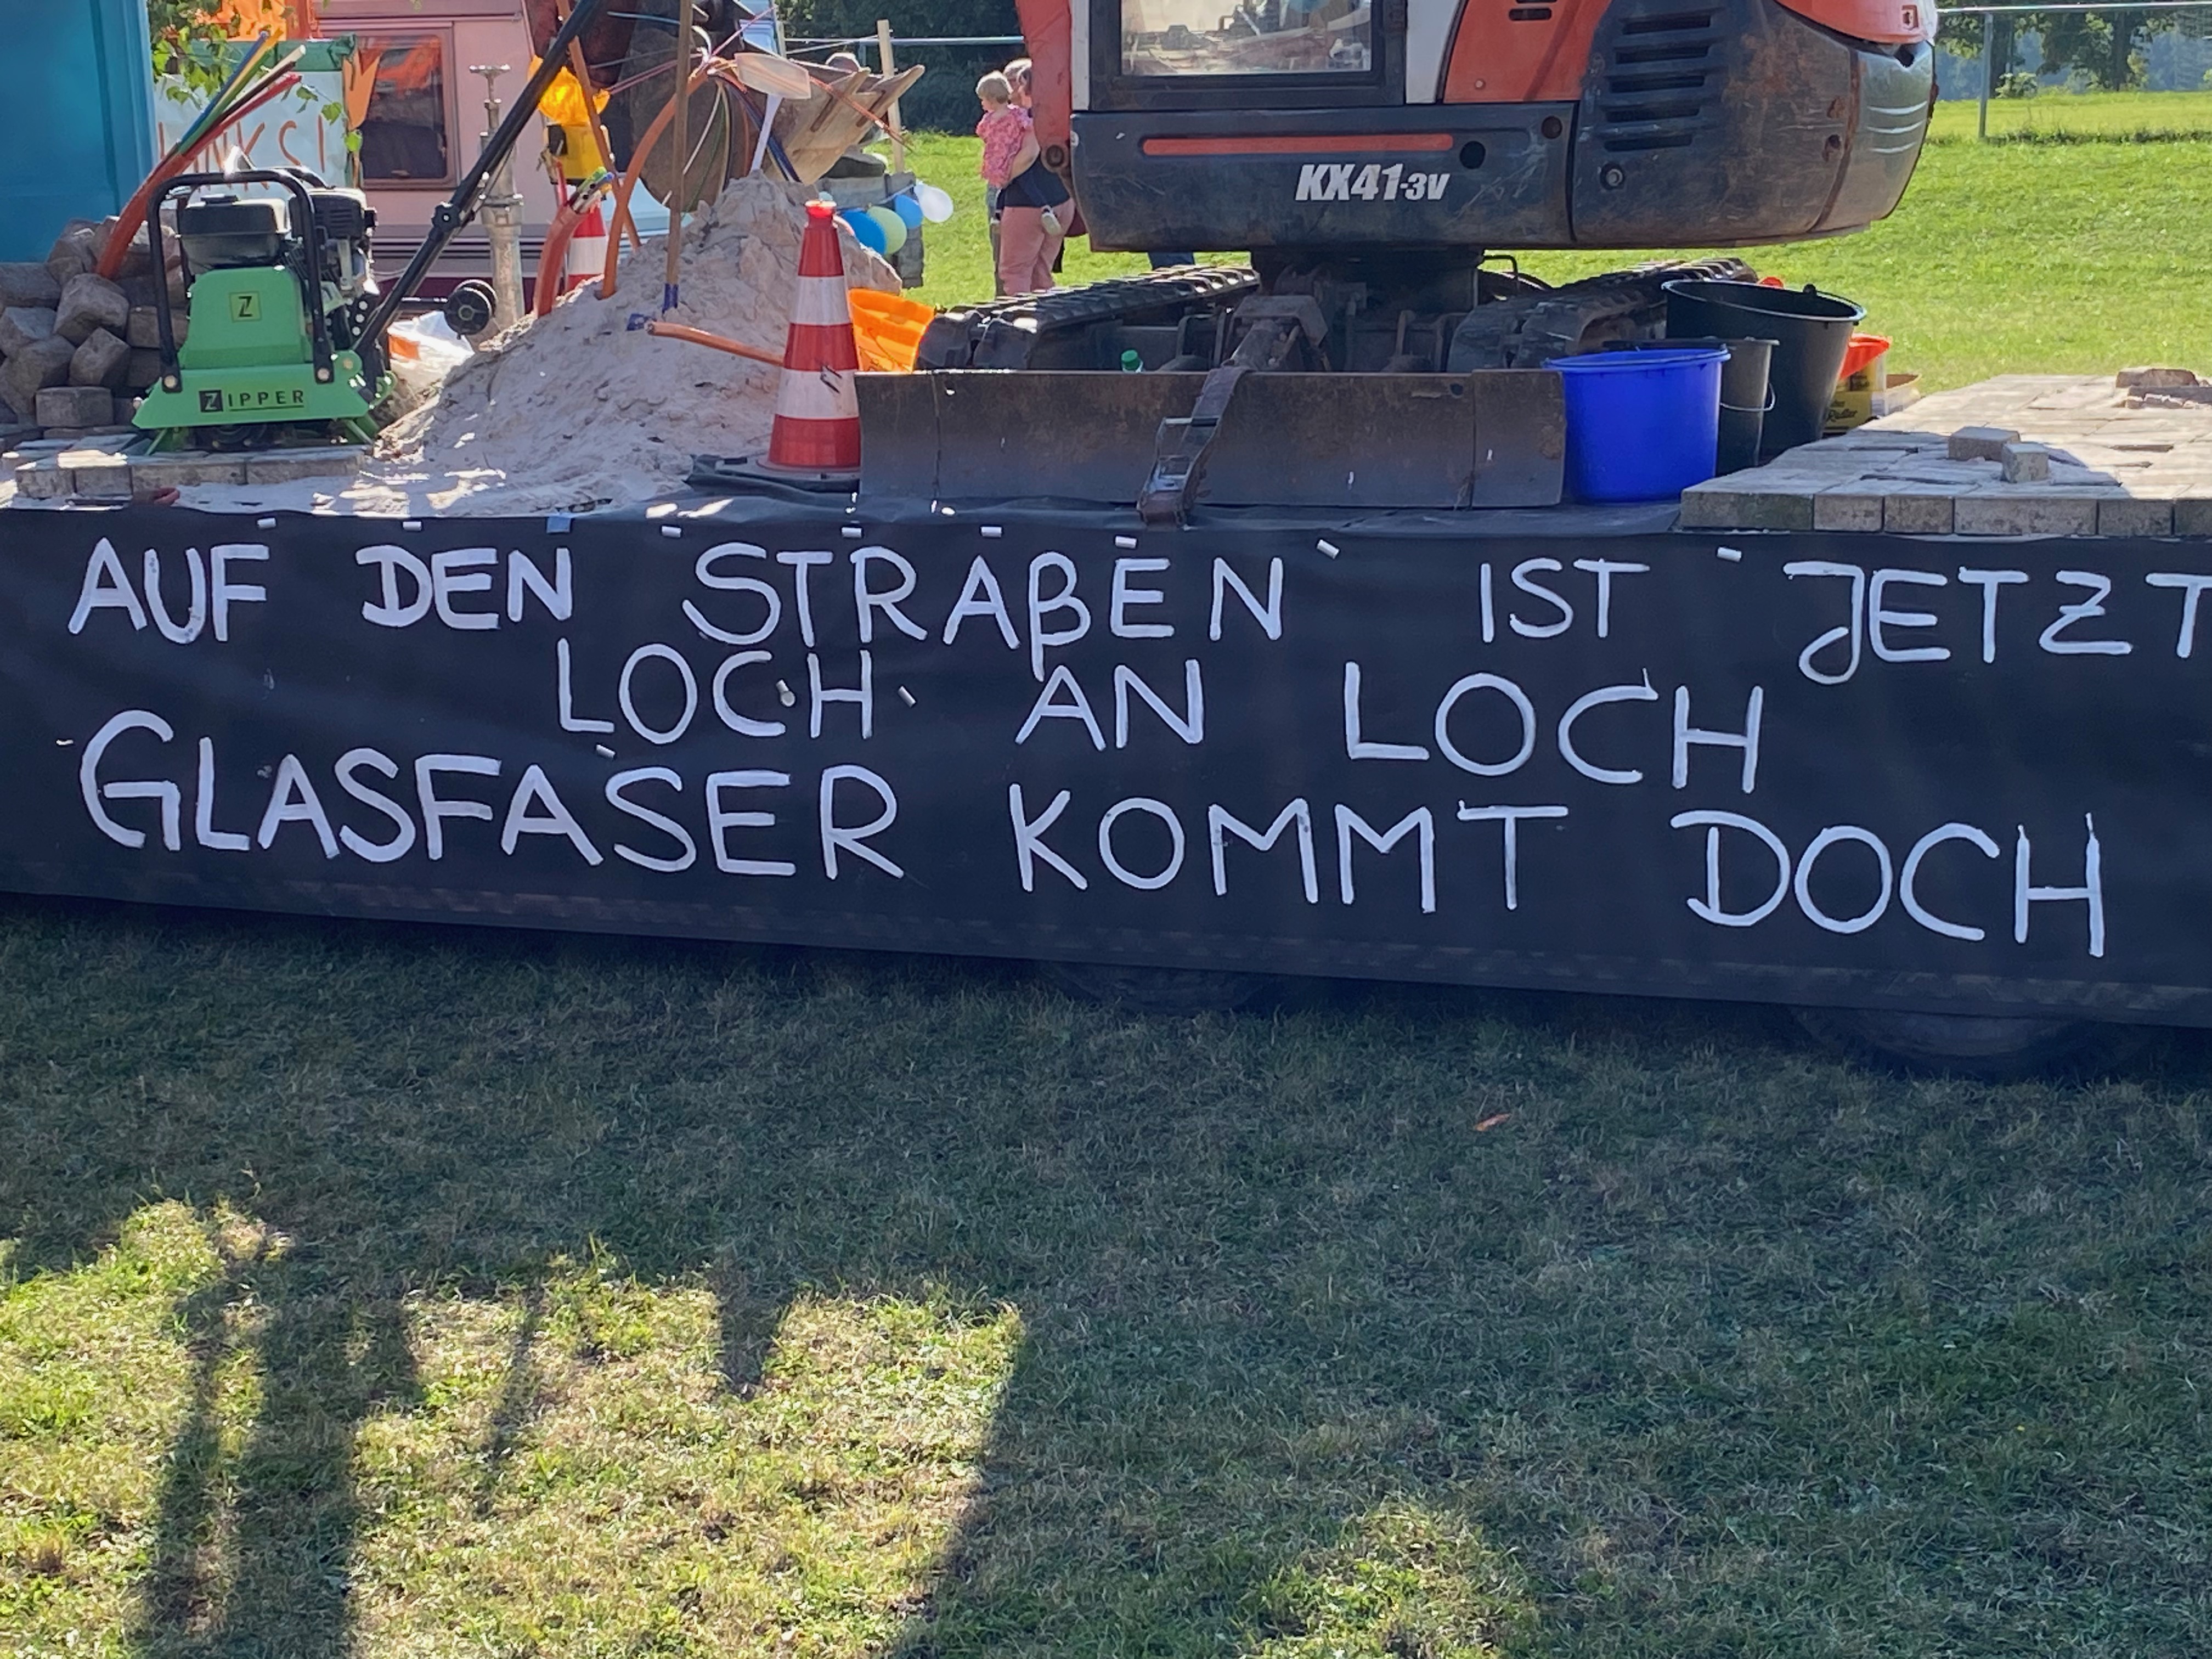 KX41-3V
ZIPPER
AUF DEN STRAßEN IST JETZT
LOCH AN LOCH
GLASFASER KOMMT DOCH